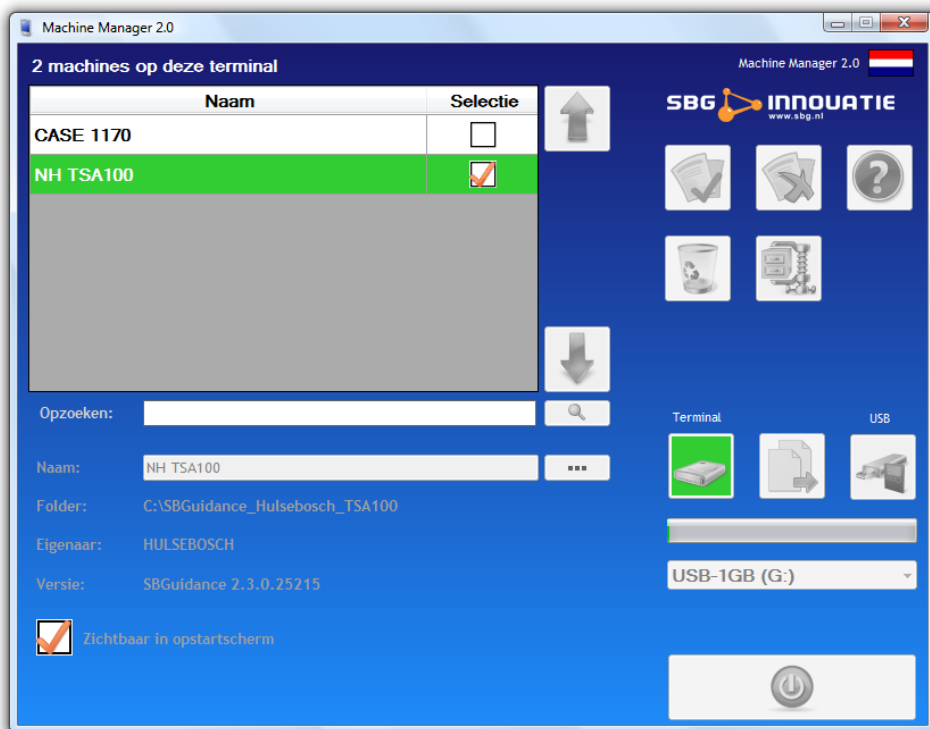 Machine Manager 2.0
2 machines op deze terminal
Machine Manager 2.0
Naam Selectie
SBG INNOVATIE
www.sbg.nl
CASE 1170
NH TSA100
Opzoeken:
Terminal USB
Naam: NH TSA100
Folder: C:\SBGuidance_Hulsebosch_TSA100
Eigenaar: HULSEBOSCH
Versie: SBGuidance 2.3.0.25215
USB-1GB (G:)
Zichtbaar in opstartscherm